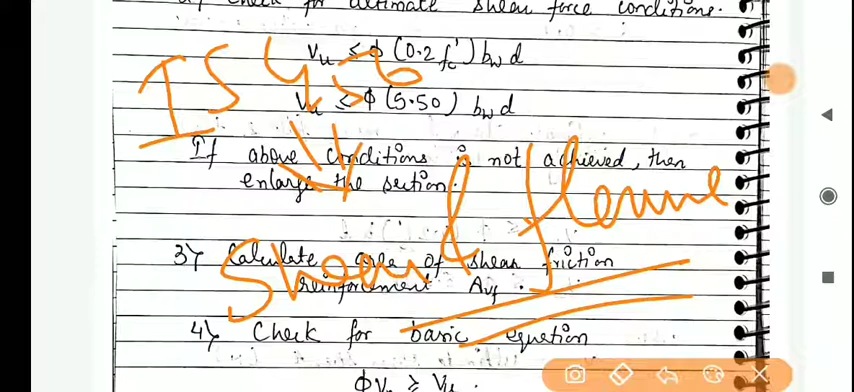 Check for ultimate shear force conditions.
Vu ≤ φ (0.2 fc') bw d
Vu ≤ φ (5.50) bw d
IS 456
If above conditions is not achieved, then
enlarge the section.
Shear & flexure
3) Calculate area of shear friction
reinforcement Avf.
4) Check for basic equation
φVn ≥ Vu.